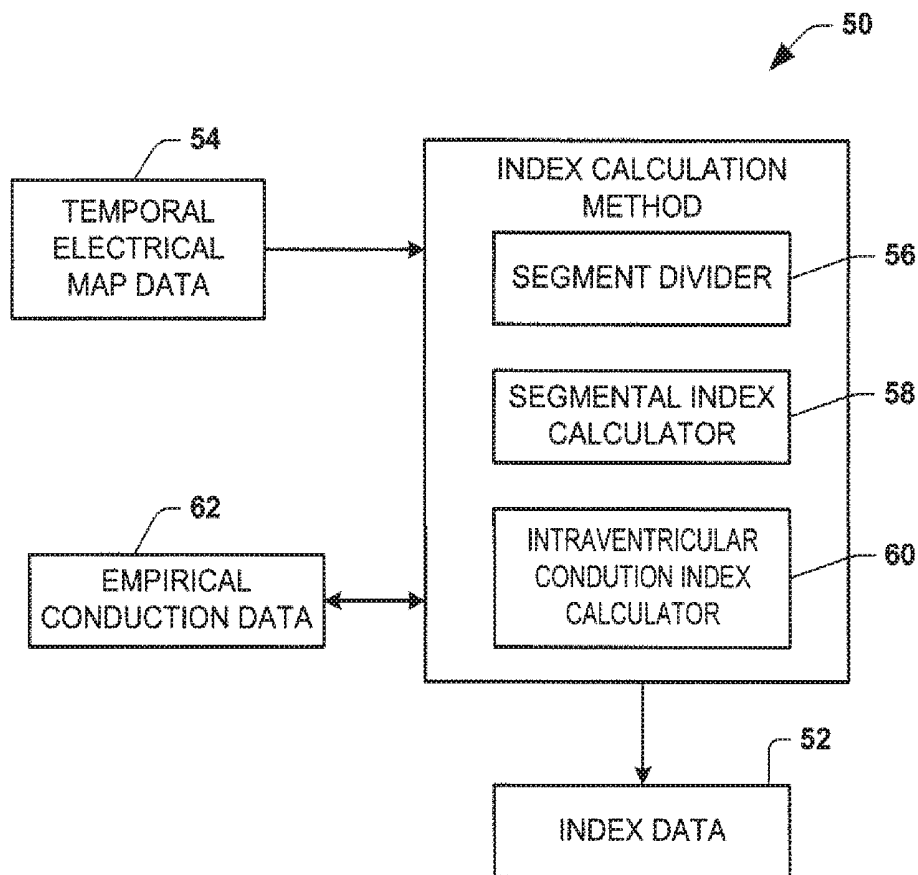 50
54
TEMPORAL
ELECTRICAL
MAP DATA
INDEX CALCULATION
METHOD
SEGMENT DIVIDER
56
SEGMENTAL INDEX
CALCULATOR
58
62
EMPIRICAL
CONDUCTION DATA
INTRAVENTRICULAR
CONDUTION INDEX
CALCULATOR
60
52
INDEX DATA